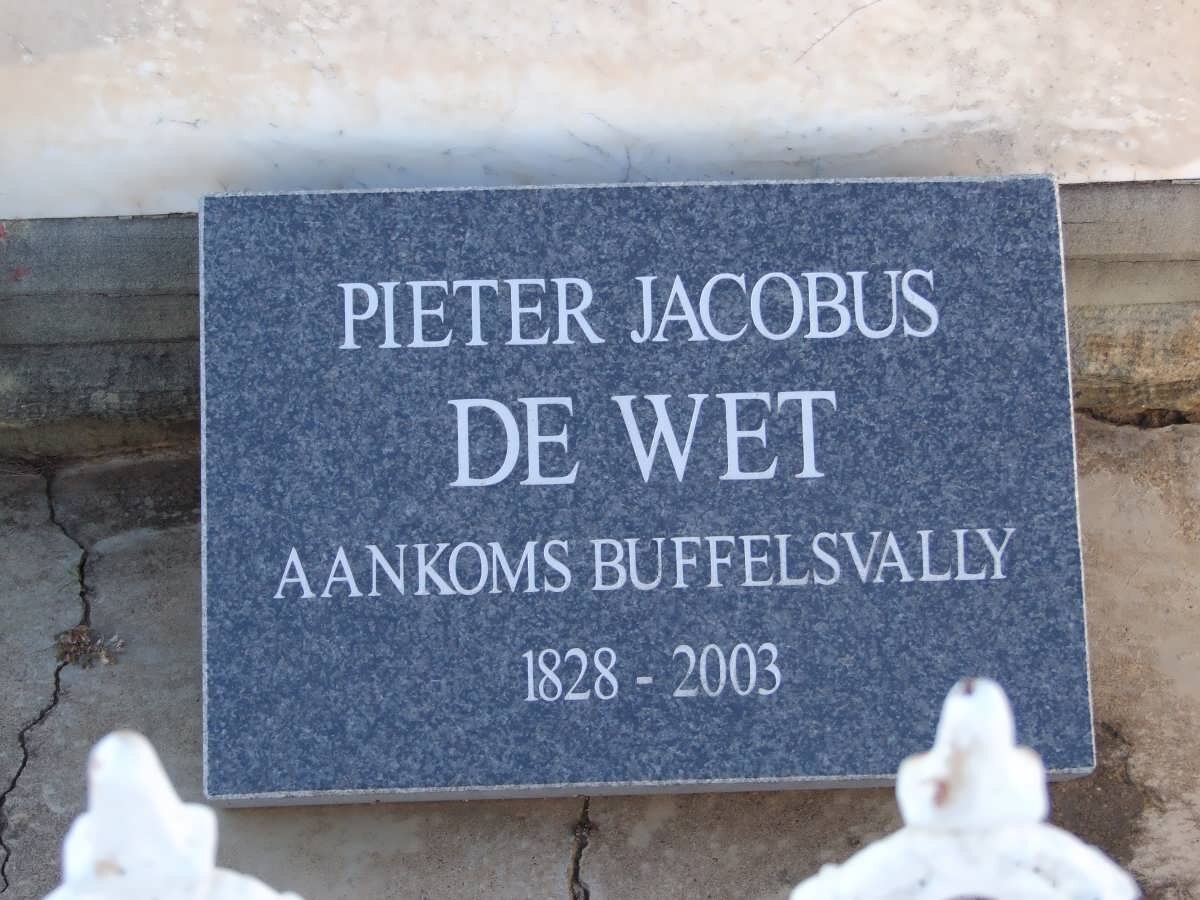 PIETER JACOBUS
DE WET
AANKOMS BUFFELSVALLY
1828 - 2003